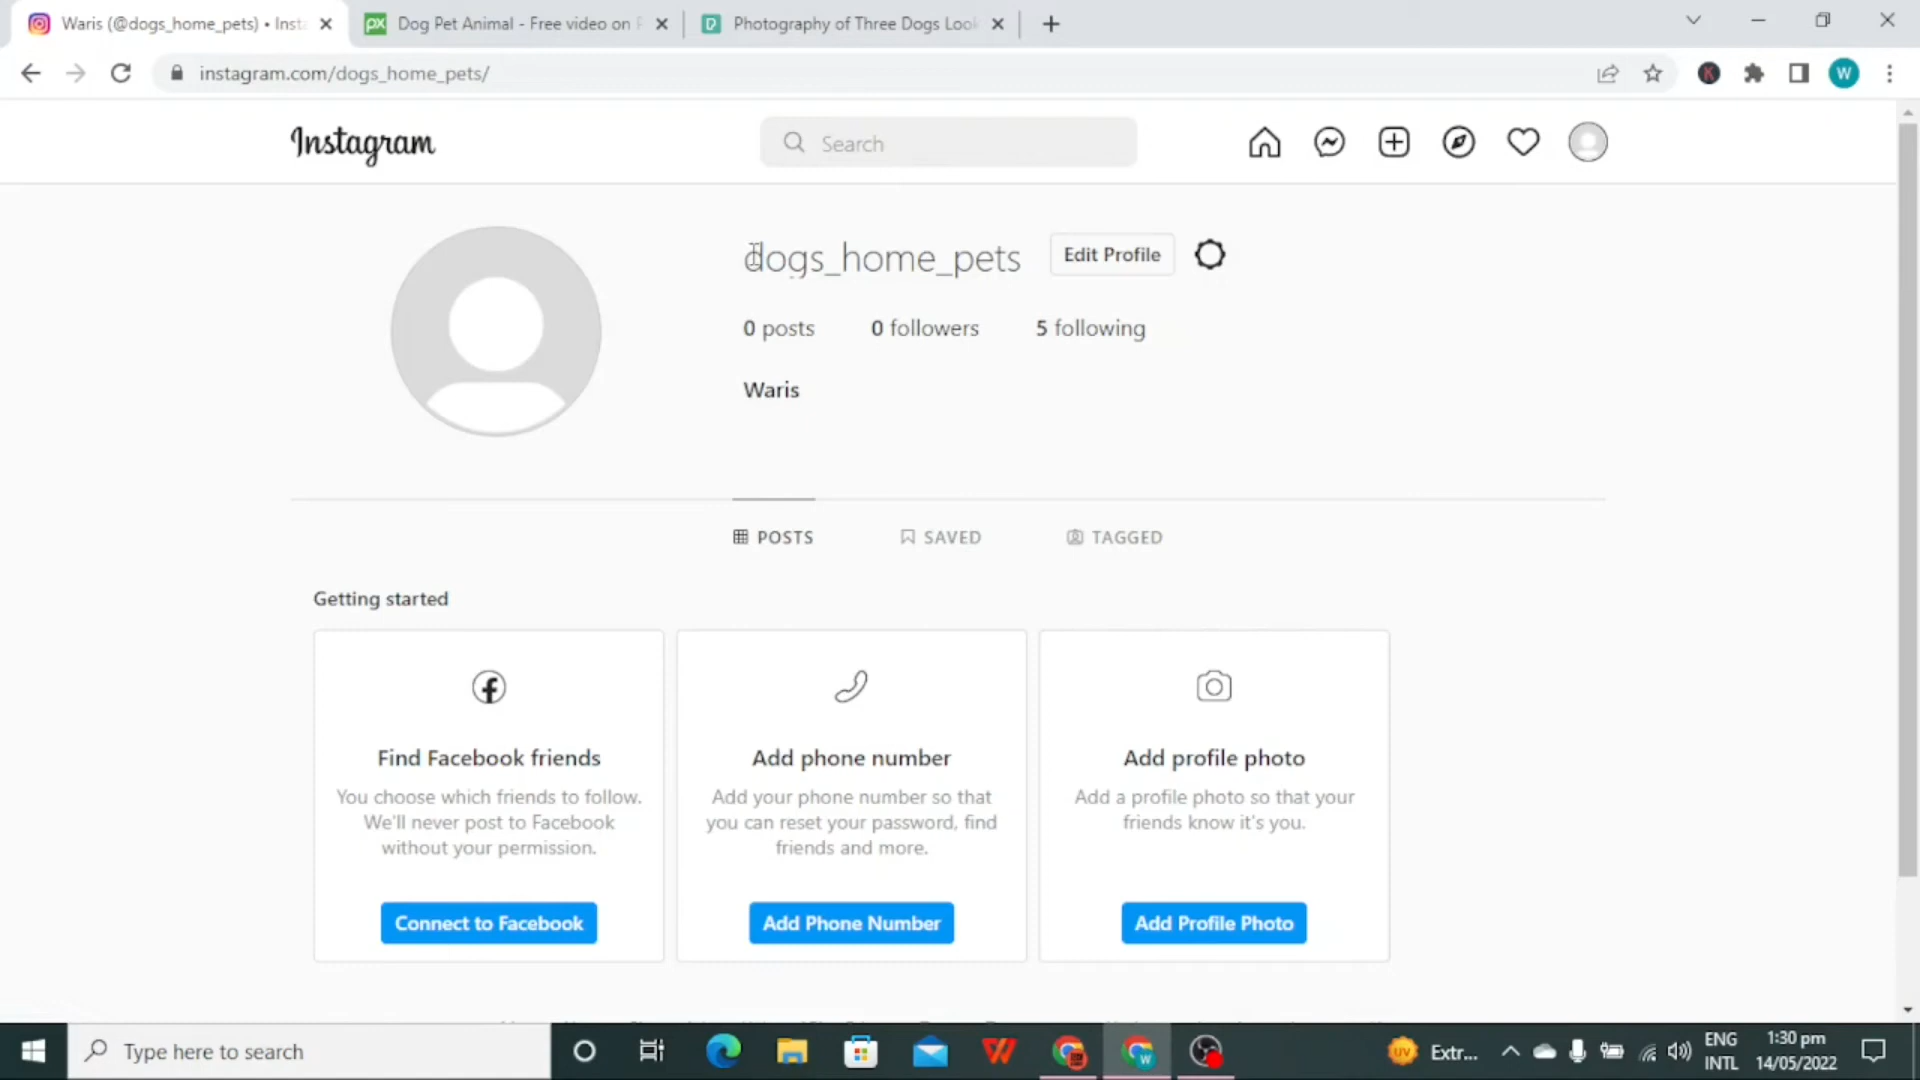 Waris (@dogs_home_pets) • Insta
Dog Pet Animal - Free video on P
Photography of Three Dogs Look
instagram.com/dogs_home_pets/
K
W
Instagram
Search
dogs_home_pets
Edit Profile
0 posts
0 followers
5 following
Waris
POSTS
SAVED
TAGGED
Getting started
Find Facebook friends
You choose which friends to follow.
We'll never post to Facebook
without your permission.
Connect to Facebook
Add phone number
Add your phone number so that
you can reset your password, find
friends and more.
Add Phone Number
Add profile photo
Add a profile photo so that your
friends know it's you.
Add Profile Photo
Type here to search
UV
Extr...
ENG
INTL
1:30 pm
14/05/2022